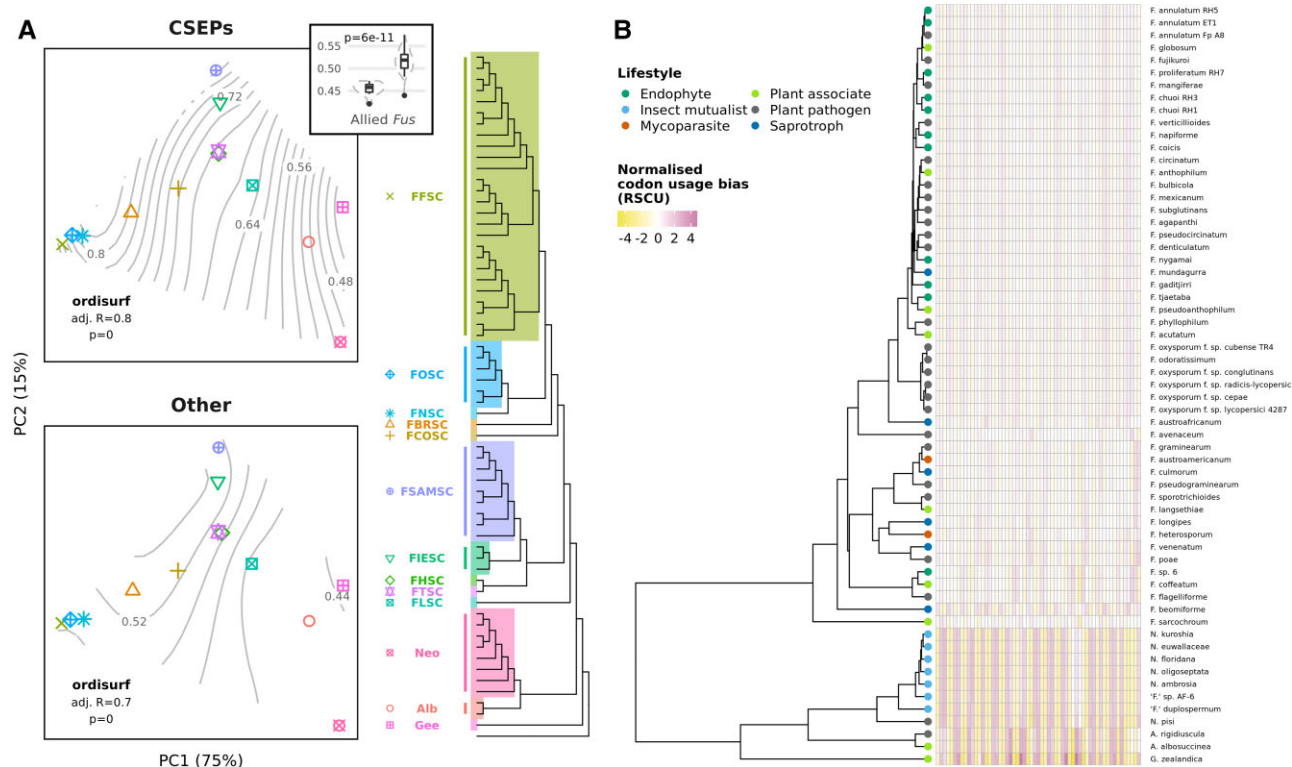 A
CSEPs
0.72
0.56
0.64
0.8
0.48
ordisurf
adj. R=0.8
p=0
p=6e-11
0.55
0.50
0.45
Allied Fus
PC2 (15%)
Other
0.52
0.44
ordisurf
adj. R=0.7
p=0
PC1 (75%)
FFSC
FOSC
FNSC
FBRSC
FCOSC
FSAMSC
FIESC
FHSC
FTSC
FLSC
Neo
Alb
Gee
B
Lifestyle
Endophyte
Insect mutualist
Mycoparasite
Plant associate
Plant pathogen
Saprotroph
Normalised
codon usage bias
(RSCU)
-4 -2 0 2 4
F. annulatum RH5
F. annulatum ET1
F. annulatum Fp A8
F. globosum
F. fujikuroi
F. proliferatum RH7
F. mangiferae
F. chuoi RH3
F. chuoi RH1
F. verticillioides
F. napiforme
F. coicis
F. circinatum
F. anthophilum
F. bulbicola
F. mexicanum
F. subglutinans
F. agapanthi
F. pseudocircinatum
F. denticulatum
F. nygamai
F. mundagurra
F. gaditjirri
F. tjaetaba
F. pseudoanthophilum
F. phyllophilum
F. acutatum
F. oxysporum f. sp. cubense TR4
F. odoratissimum
F. oxysporum f. sp. conglutinans
F. oxysporum f. sp. radicis-lycopersic
F. oxysporum f. sp. cepae
F. oxysporum f. sp. lycopersici 4287
F. austroafricanum
F. avenaceum
F. graminearum
F. austroamericanum
F. culmorum
F. pseudograminearum
F. sporotrichioides
F. langsethiae
F. longipes
F. heterosporum
F. venenatum
F. poae
F. sp. 6
F. coffeatum
F. flagelliforme
F. beomiforme
F. sarcochroum
N. kuroshia
N. euwallaceae
N. floridana
N. oligoseptata
N. ambrosia
'F.' sp. AF-6
'F.' duplospermum
N. pisi
A. rigidiuscula
A. albosuccinea
G. zealandica